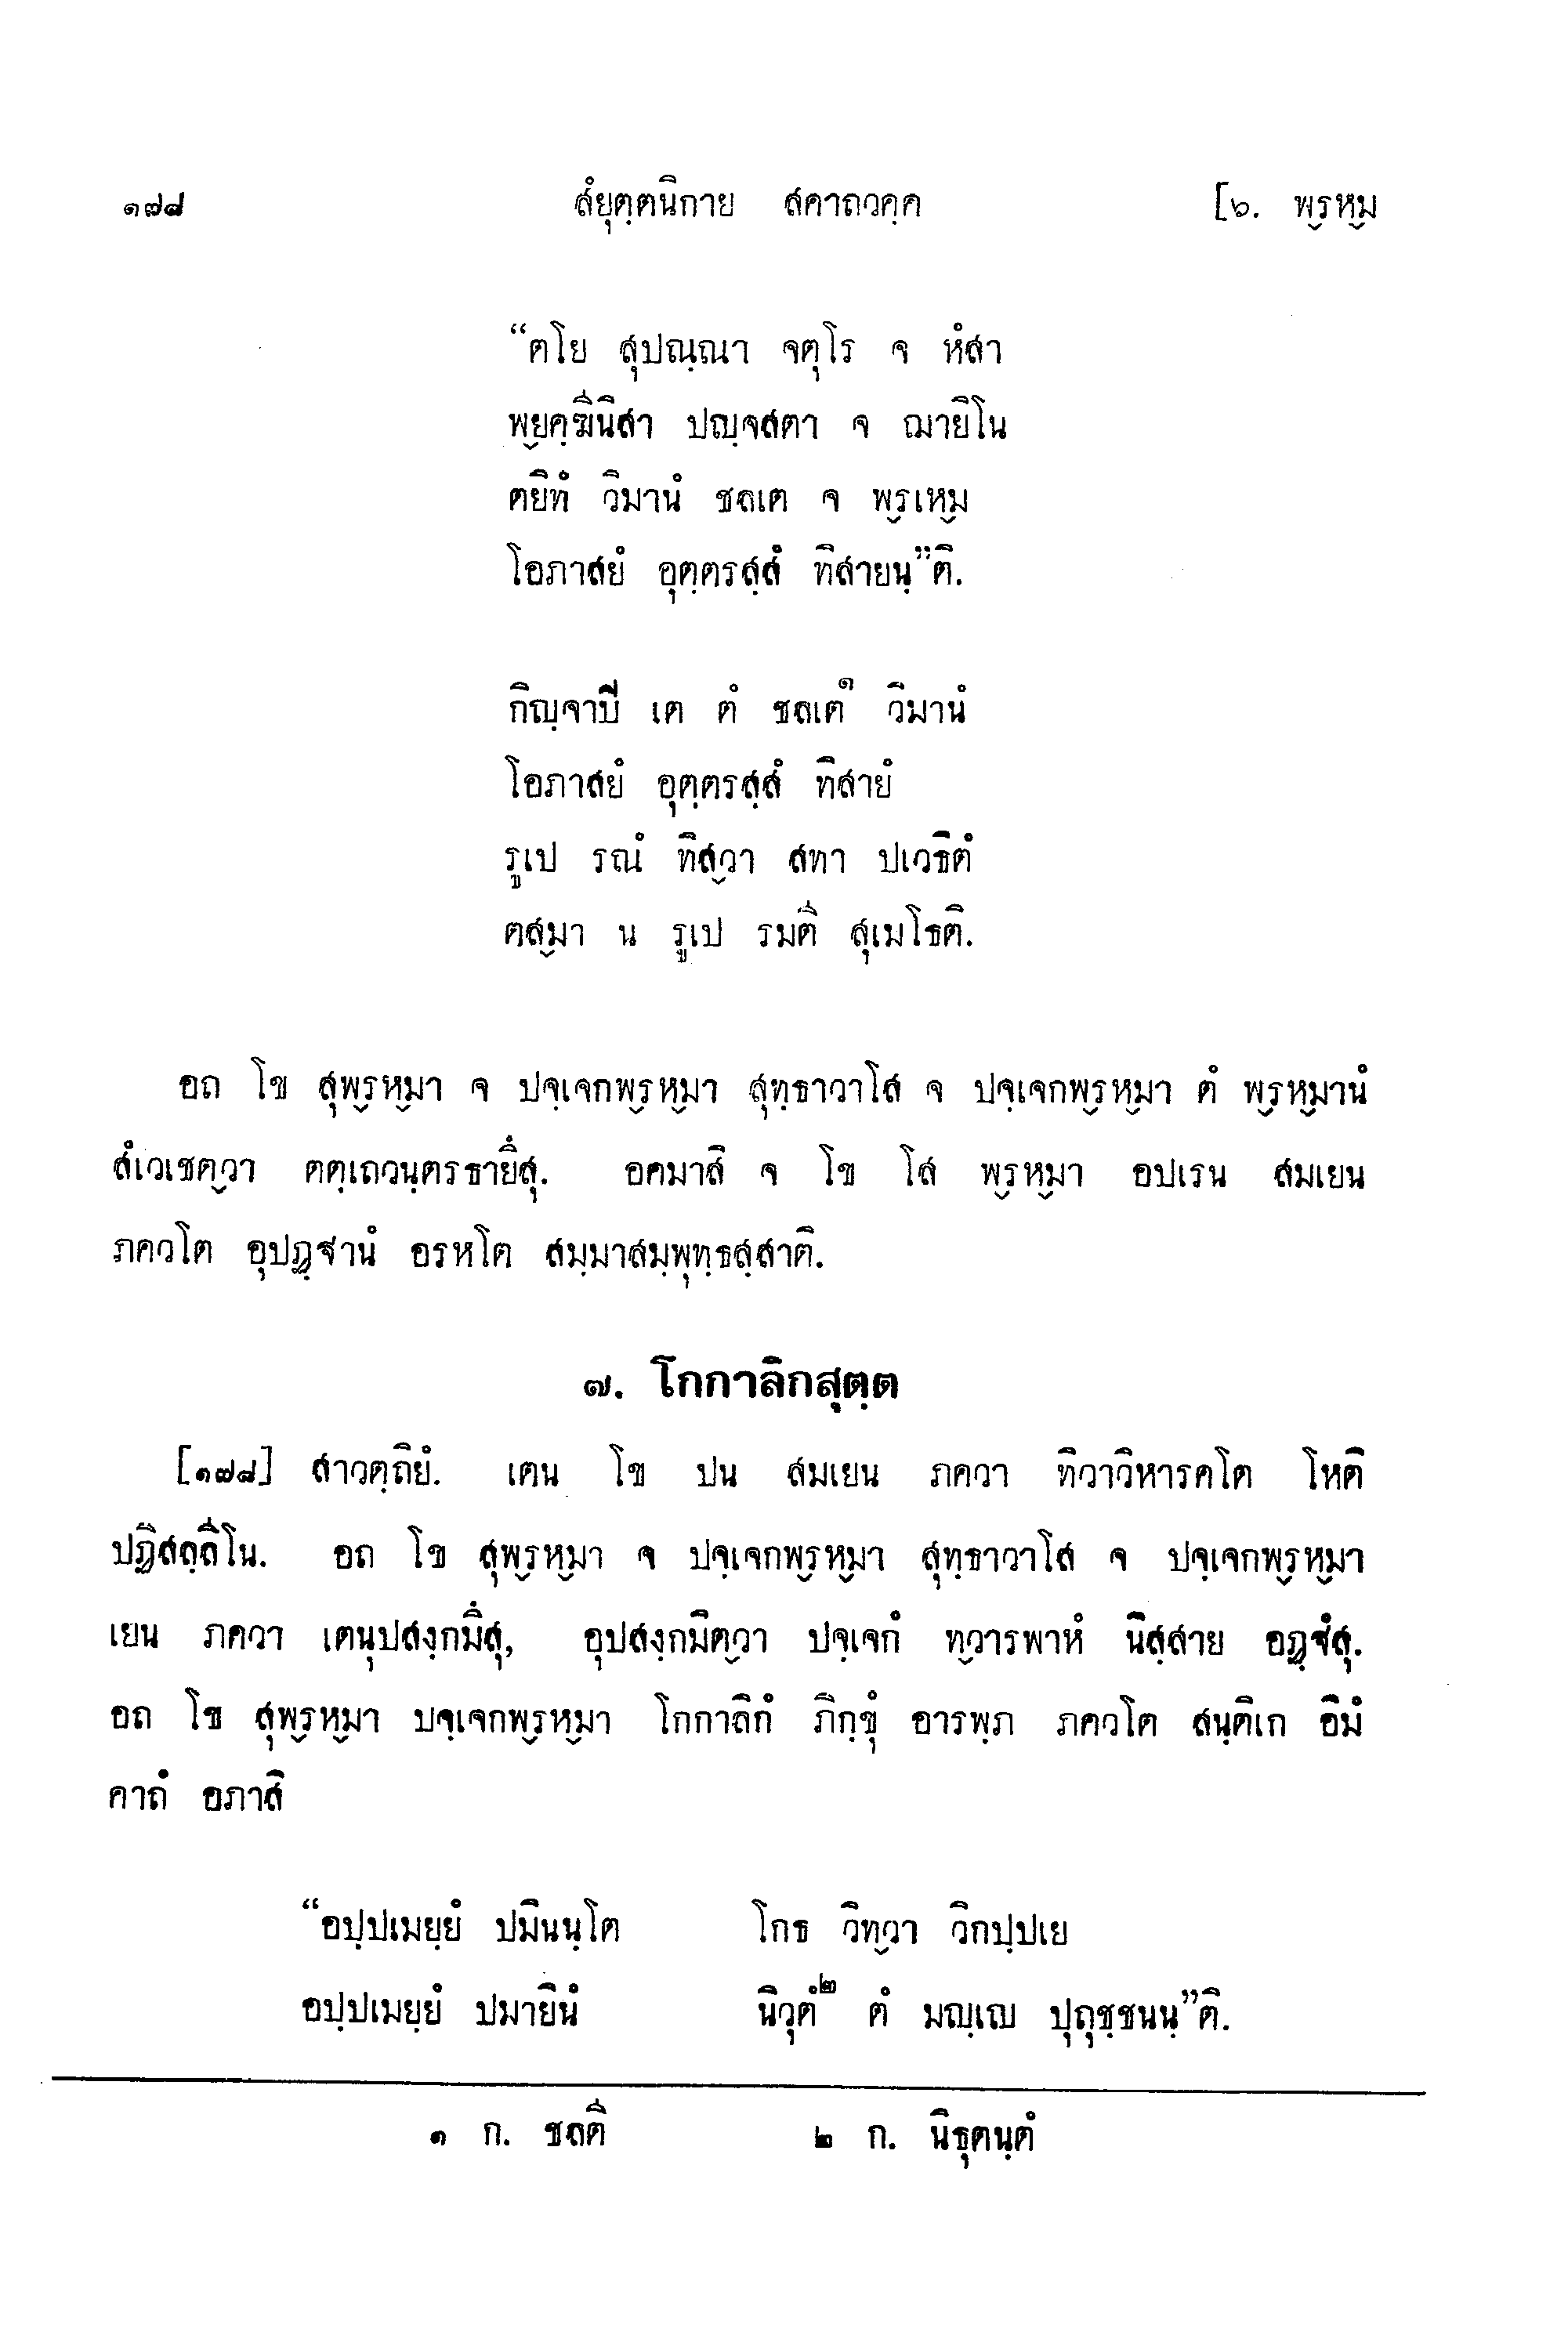 ๑๗๘ สํยุตฺตนิกาย สคาถวคฺค [๖. พฺรหฺม
“ตโย สุปณฺณา จตุโร จ หํสา
พฺยคฺฆีนิสา ปญฺจสตา จ ฌายิโน
ตยิทํ วิมานํ ชลเต จ พฺรเหฺม
โอภาสยํ อุตฺตรสฺสํ ทิสายนฺ”ติ.
กิญฺจาปี เต ตํ ชลเต๑ วิมานํ
โอภาสยํ อุตฺตรสฺสํ ทิสายํ
รูเป รณํ ทิสฺวา สทา ปเวธิตํ
ตสฺมา น รูเป รมตี สุเมโธติ.
อถ โข สุพฺรหฺมา จ ปจฺเจกพฺรหฺมา สุทฺธาวาโส จ ปจฺเจกพฺรหฺมา ตํ พฺรหฺมานํ
สํเวเชตฺวา ตตฺเถวนฺตรธายึสุ. อคมาสิ จ โข โส พฺรหฺมา อปเรน สมเยน
ภควโต อุปฏฺฐานํ อรหโต สมฺมาสมฺพุทฺธสฺสาติ.
๗. โกกาลิกสุตฺต
[๑๗๘] สาวตฺถิยํ. เตน โข ปน สมเยน ภควา ทิวาวิหารคโต โหติ
ปฏิสลฺลีโน. อถ โข สุพฺรหฺมา จ ปจฺเจกพฺรหฺมา สุทฺธาวาโส จ ปจฺเจกพฺรหฺมา
เยน ภควา เตนุปสงฺกมึสุ, อุปสงฺกมิตฺวา ปจฺเจกํ ทฺวารพาหํ นิสฺสาย อฏฺฐํสุ.
อถ โข สุพฺรหฺมา ปจฺเจกพฺรหฺมา โกกาลิกํ ภิกฺขุํ อารพฺภ ภควโต สนฺติเก อิมํ
คาถํ อภาสิ
“อปฺปเมยฺยํ ปมินนฺโต โกธ วิทฺวา วิกปฺปเย
อปฺปเมยฺยํ ปมายินํ นิวุตํ๒ ตํ มญฺเญ ปุถุชฺชนนฺ”ติ.
๑ ก. ชลตี ๒ ก. นิธุตนฺตํ